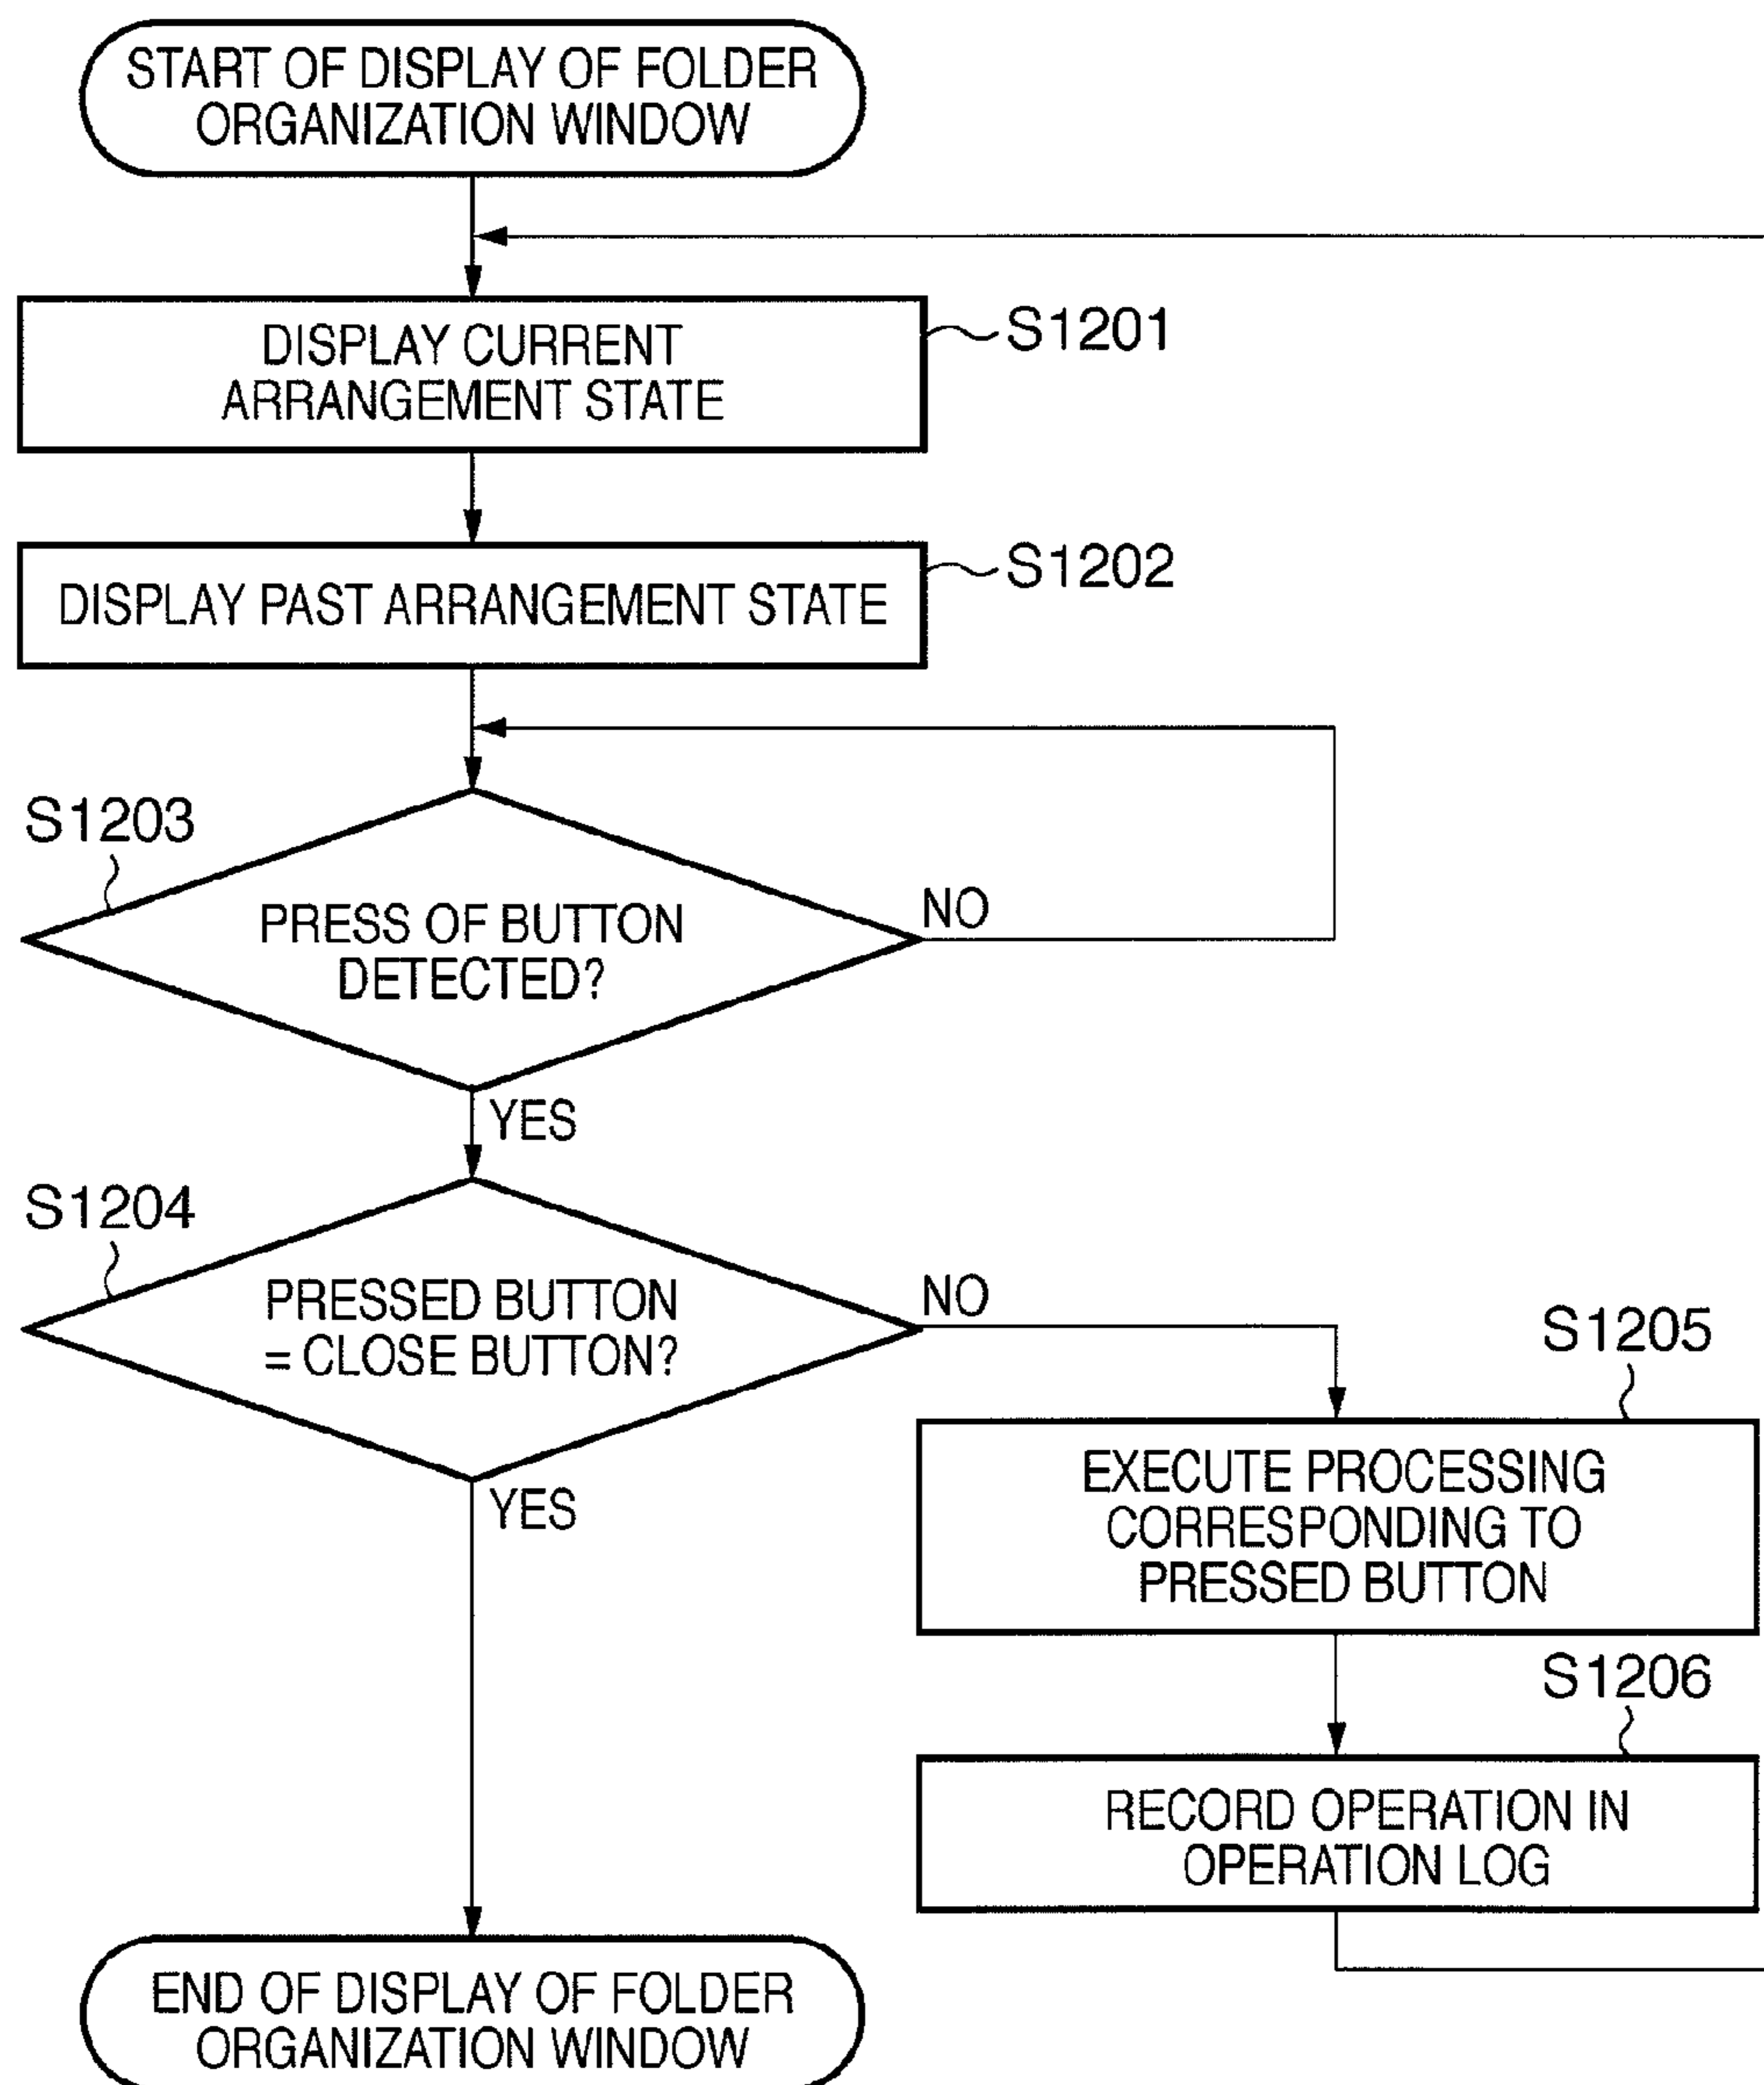 START OF DISPLAY OF FOLDER
ORGANIZATION WINDOW
DISPLAY CURRENT
ARRANGEMENT STATE
S1201
DISPLAY PAST ARRANGEMENT STATE
S1202
S1203
PRESS OF BUTTON
DETECTED?
NO
YES
S1204
PRESSED BUTTON
= CLOSE BUTTON?
NO
YES
S1205
EXECUTE PROCESSING
CORRESPONDING TO
PRESSED BUTTON
S1206
RECORD OPERATION IN
OPERATION LOG
END OF DISPLAY OF FOLDER
ORGANIZATION WINDOW